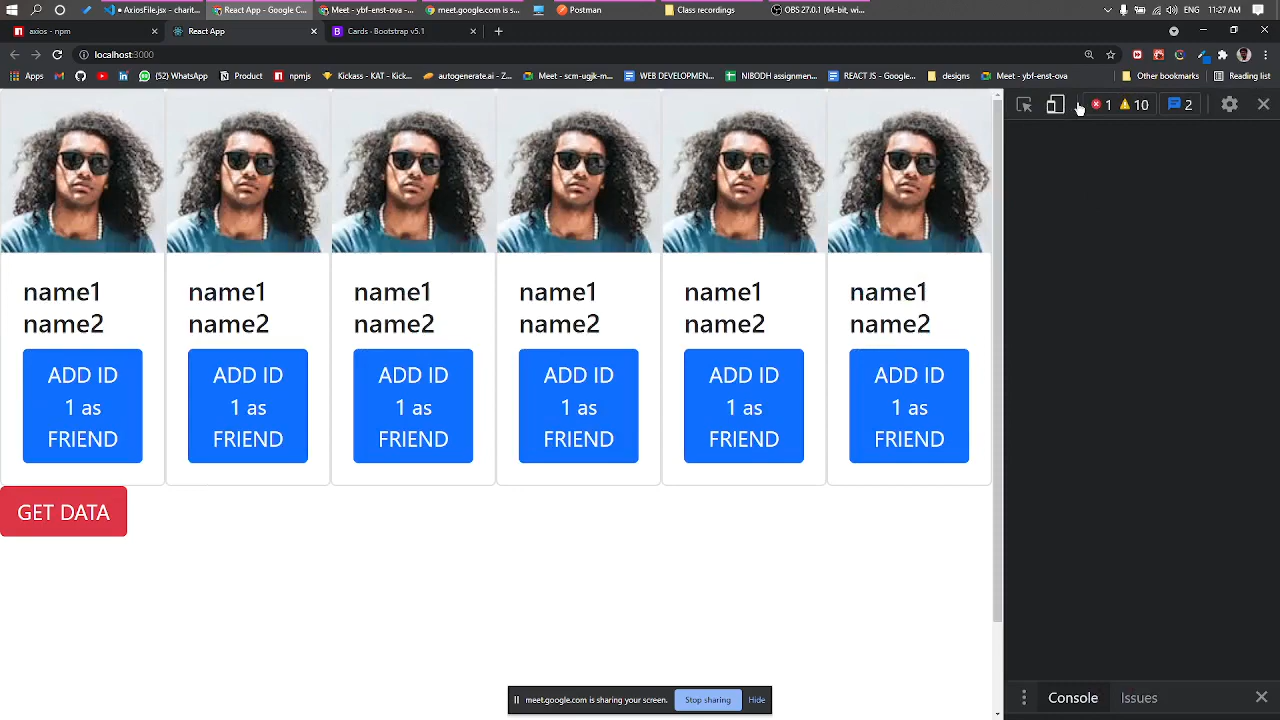 AxiosFile.jsx - charit...
React App - Google C...
Meet - ybf-enst-ova - ...
meet.google.com is s...
Postman
Class recordings
OBS 27.0.1 (64-bit, wi...
ENG
11:27 AM
axios - npm
React App
Cards · Bootstrap v5.1
localhost:3000
Apps
(52) WhatsApp
Product
npmjs
Kickass - KAT - Kick...
autogenerate.ai - Z...
Meet - scm-ugjk-m...
WEB DEVELOPMEN...
NIBODH assignmen...
REACT JS - Google...
designs
Meet - ybf-enst-ova
Other bookmarks
Reading list
1
10
2
name1 name1 name1 name1 name1 name1
name2 name2 name2 name2 name2 name2
ADD ID ADD ID ADD ID ADD ID ADD ID ADD ID
1 as 1 as 1 as 1 as 1 as 1 as
FRIEND FRIEND FRIEND FRIEND FRIEND FRIEND
GET DATA
meet.google.com is sharing your screen.
Stop sharing
Hide
Console
Issues